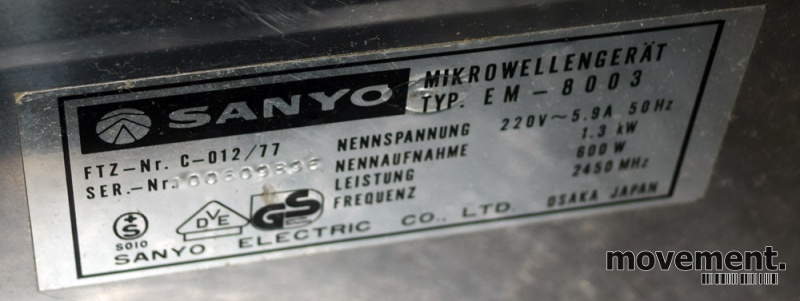 SANYO
MIKROWELLENGERÄT
TYP. EM-8003
FTZ-Nr. C-012/77
SER.-Nr.
NENNSPANNUNG 220V~5.9A 50Hz
NENNAUFNAHME 1.3 kW
LEISTUNG 600 W
FREQUENZ 2450 MHz
S
SO10
DVE
GS
SANYO ELECTRIC CO., LTD. OSAKA JAPAN
movement.